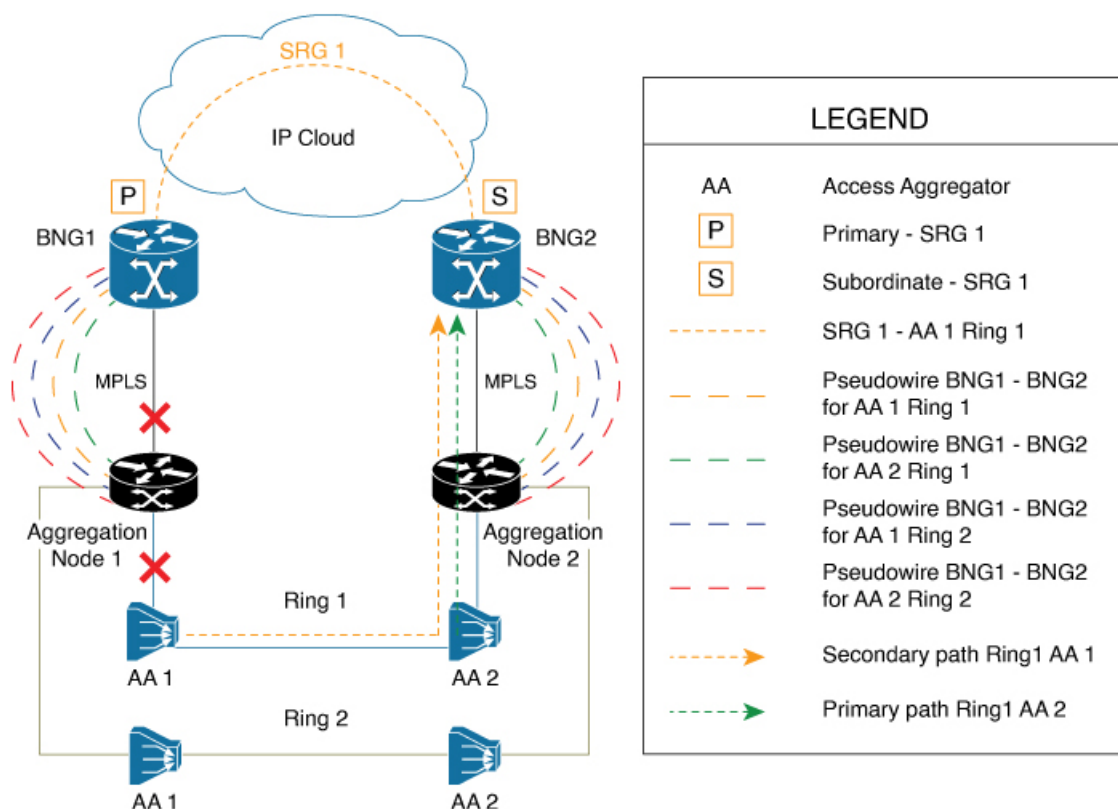 SRG 1
IP Cloud
P
S
BNG1
BNG2
MPLS
MPLS
Aggregation
Node 1
Aggregation
Node 2
Ring 1
AA 1
AA 2
Ring 2
AA 1
AA 2
LEGEND
AA Access Aggregator
P Primary - SRG 1
S Subordinate - SRG 1
SRG 1 - AA 1 Ring 1
Pseudowire BNG1 - BNG2
for AA 1 Ring 1
Pseudowire BNG1 - BNG2
for AA 2 Ring 1
Pseudowire BNG1 - BNG2
for AA 1 Ring 2
Pseudowire BNG1 - BNG2
for AA 2 Ring 2
Secondary path Ring1 AA 1
Primary path Ring1 AA 2